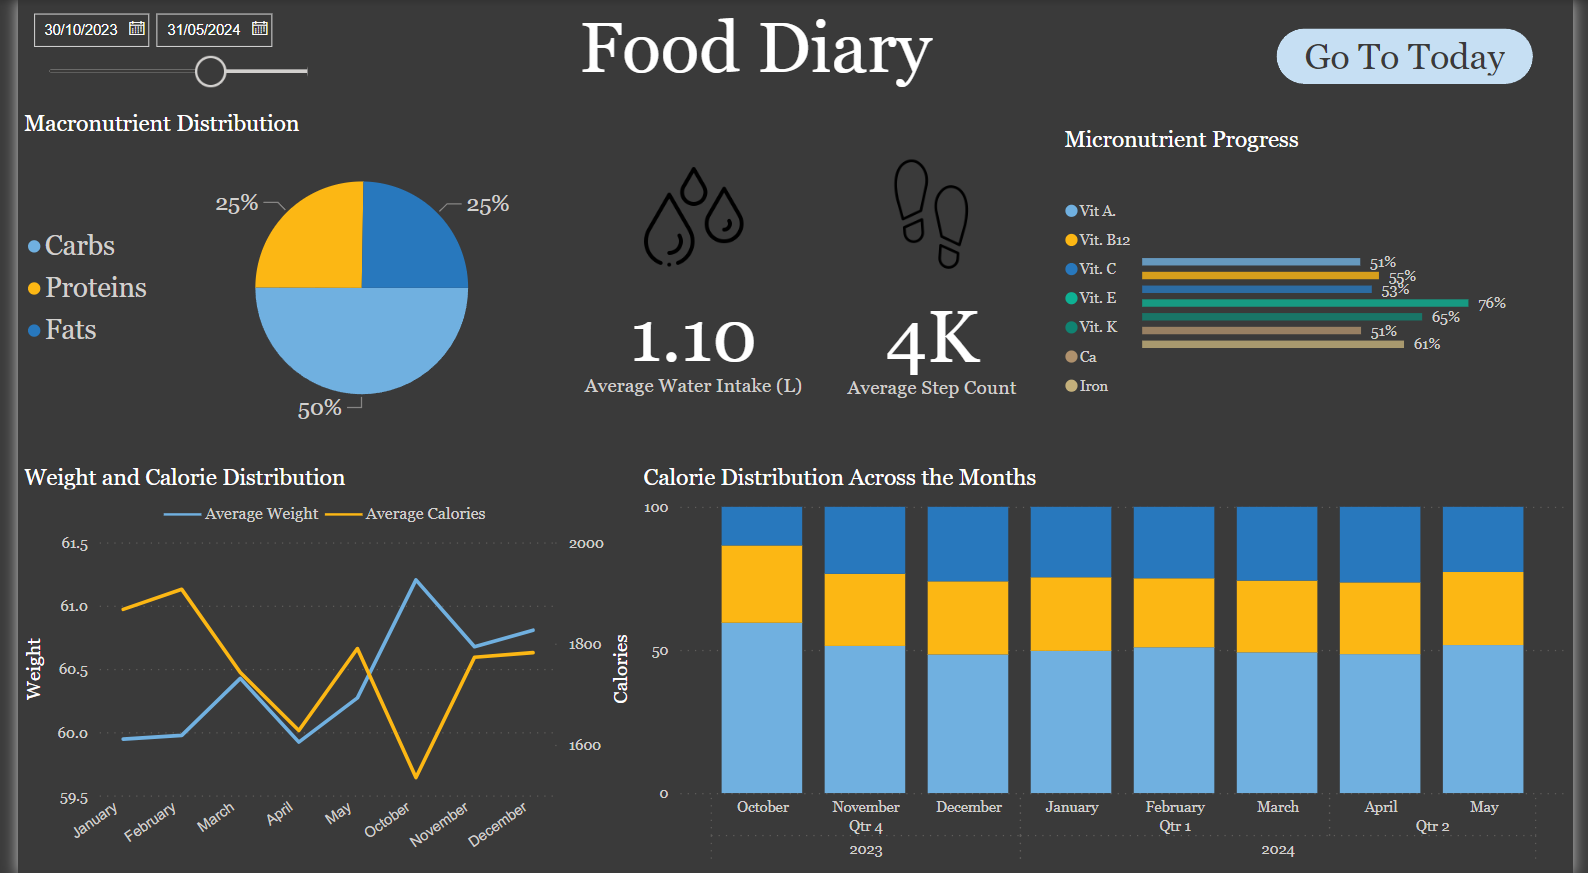 30/10/2023 31/05/2024
Food Diary
Go To Today
Macronutrient Distribution
25%
25%
50%
Carbs
Proteins
Fats
1.10
Average Water Intake (L)
4K
Average Step Count
Micronutrient Progress
Vit A.
Vit. B12
Vit. C
Vit. E
Vit. K
Ca
Iron
51%
55%
53%
76%
65%
51%
61%
Weight and Calorie Distribution
Average Weight Average Calories
61.5
61.0
60.5
60.0
59.5
Weight
2000
1800
1600
Calories
January February March April May October November December
Calorie Distribution Across the Months
100
50
0
October November December January February March April May
Qtr 4 Qtr 1 Qtr 2
2023 2024